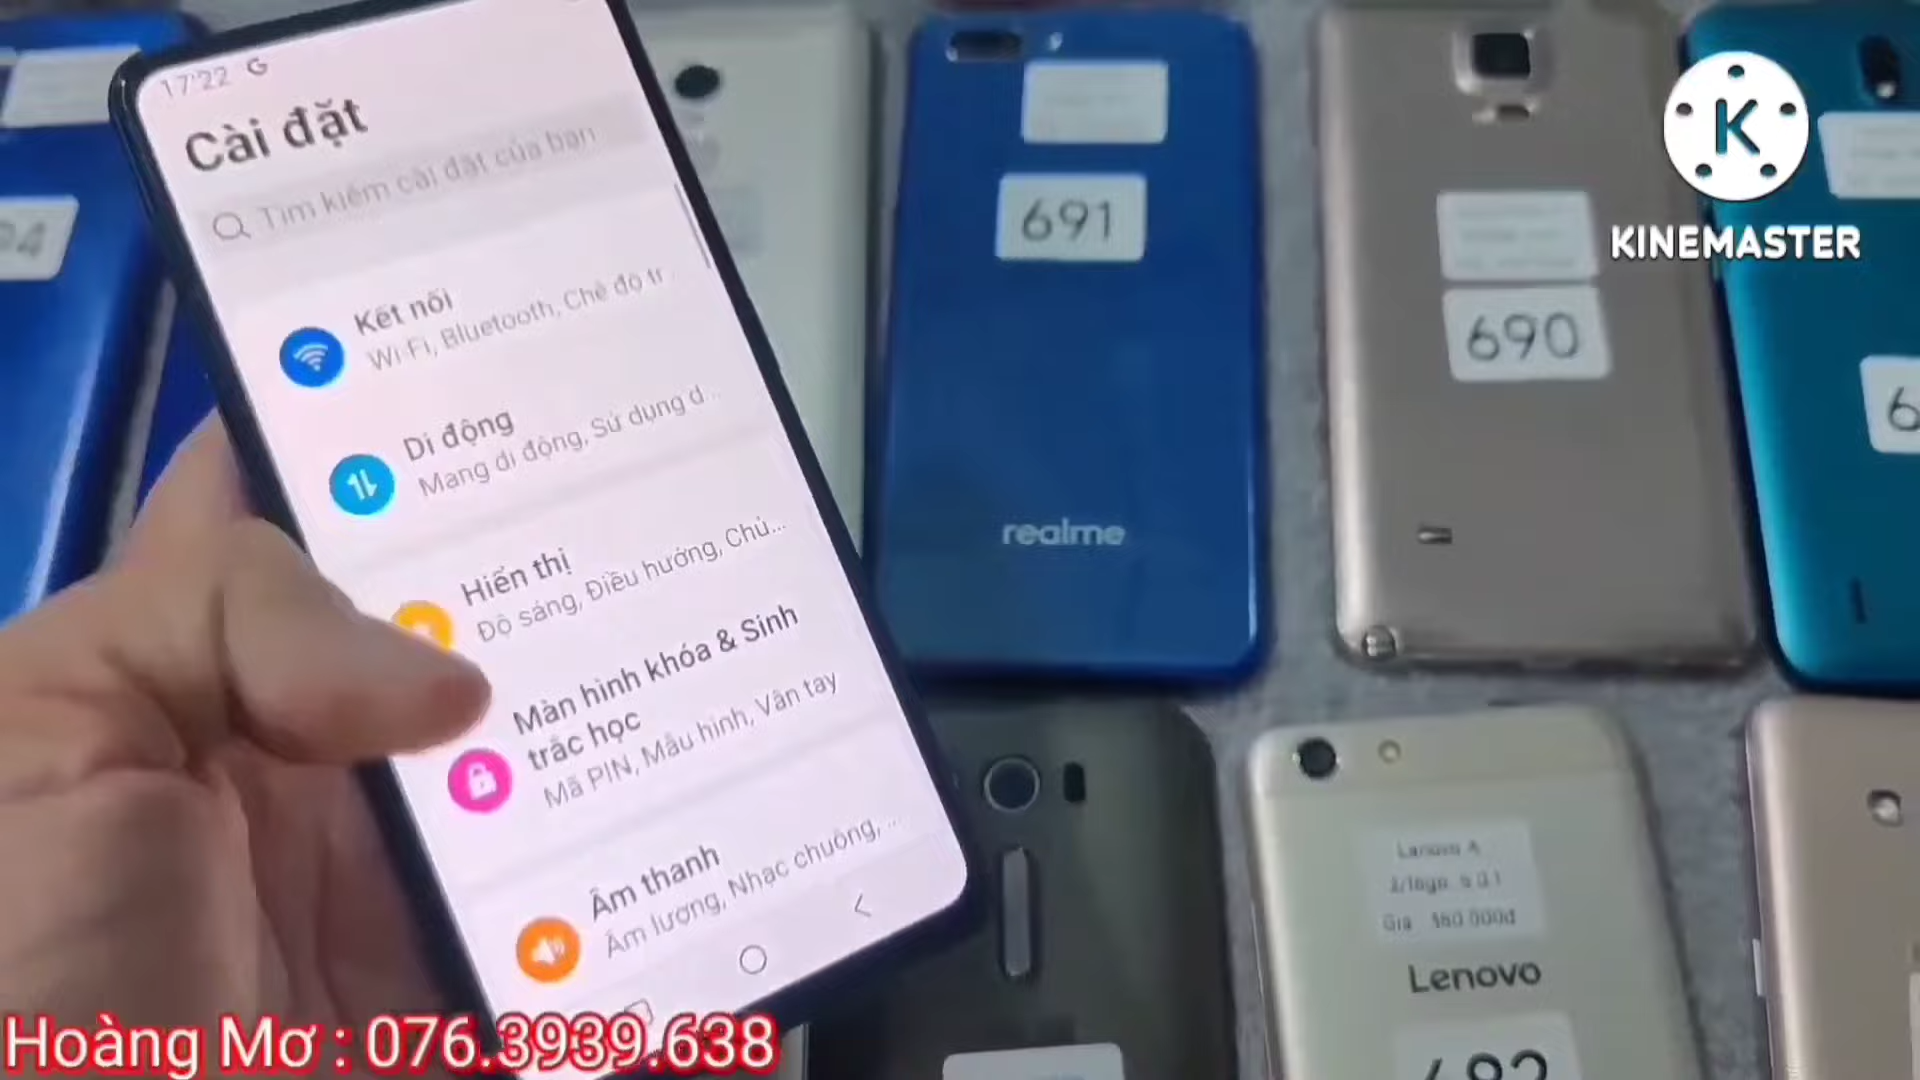 17:22 G
Cài đặt
Tìm kiếm cài đặt của bạn
Kết nối
Wi-Fi, Bluetooth, Chế độ tr...
Di động
Mạng di động, Sử dụng d...
Hiển thị
Độ sáng, Điều hướng, Chủ...
Màn hình khóa & Sinh
trắc học
Mã PIN, Mẫu hình, Vân tay
Âm thanh
Âm lượng, Nhạc chuông, ...
691
realme
690
K
KINEMASTER
Lenovo A
Giá
Lenovo
Hoàng Mơ : 076.3939.638